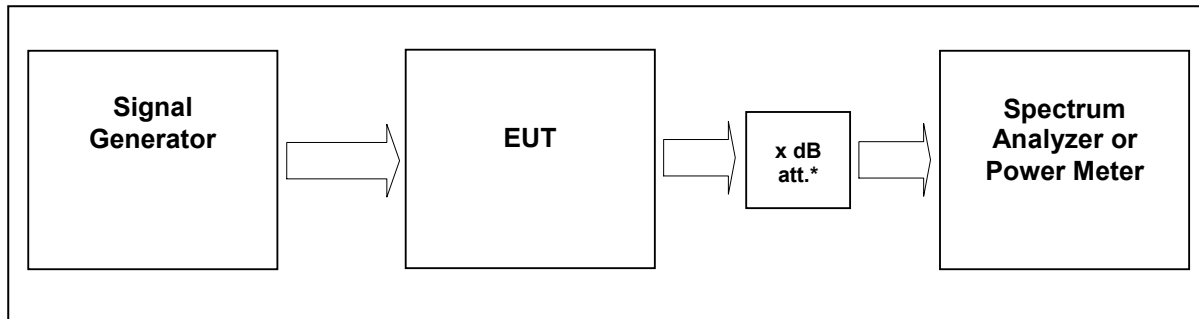 Signal
Generator
EUT
x dB
att.*
Spectrum
Analyzer or
Power Meter